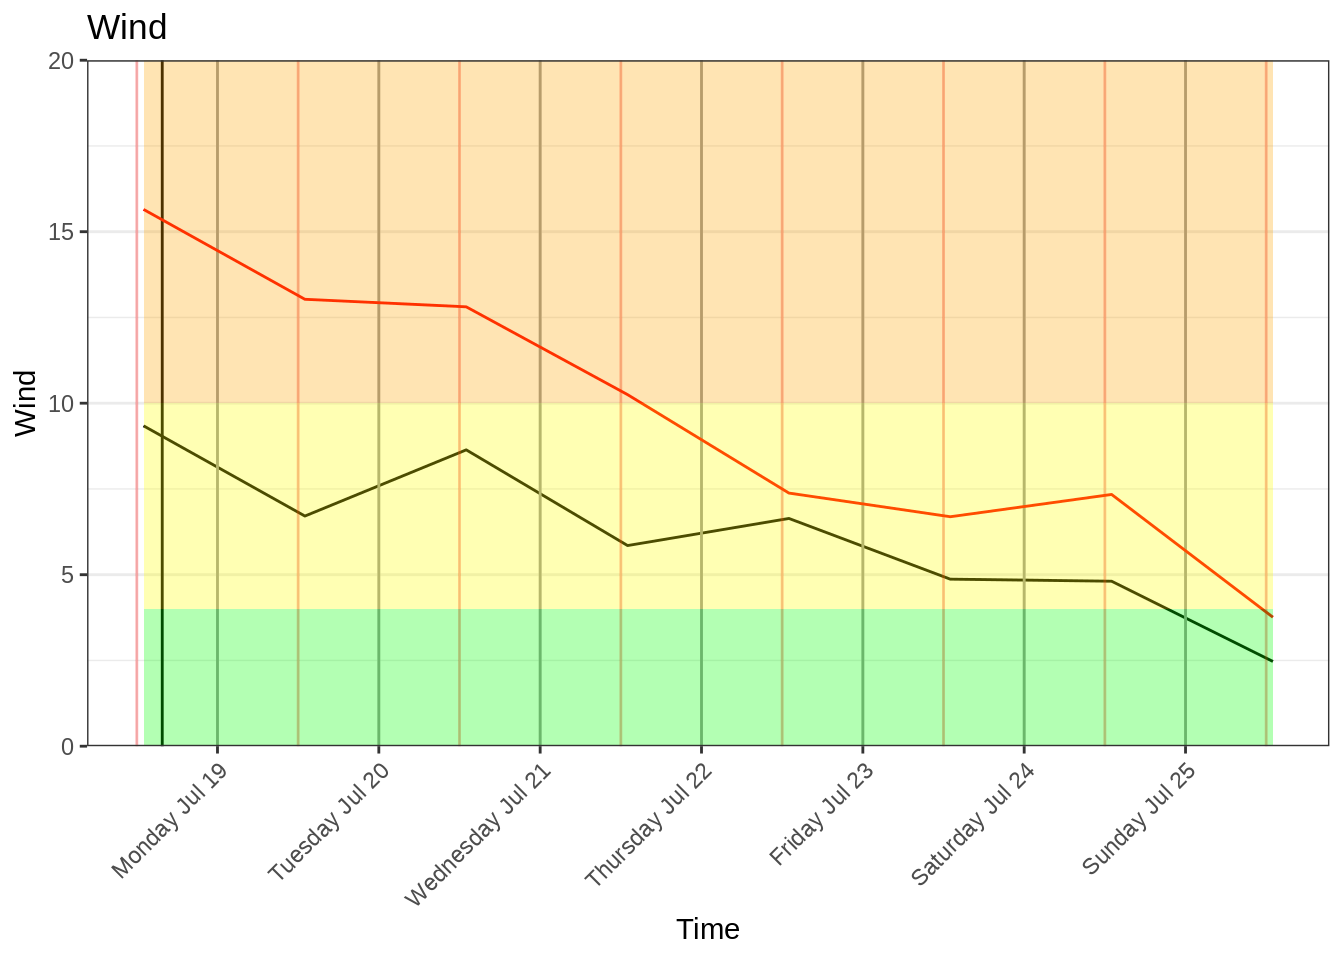 Wind
20
15
10
5
0
Wind
Monday Jul 19
Tuesday Jul 20
Wednesday Jul 21
Thursday Jul 22
Friday Jul 23
Saturday Jul 24
Sunday Jul 25
Time